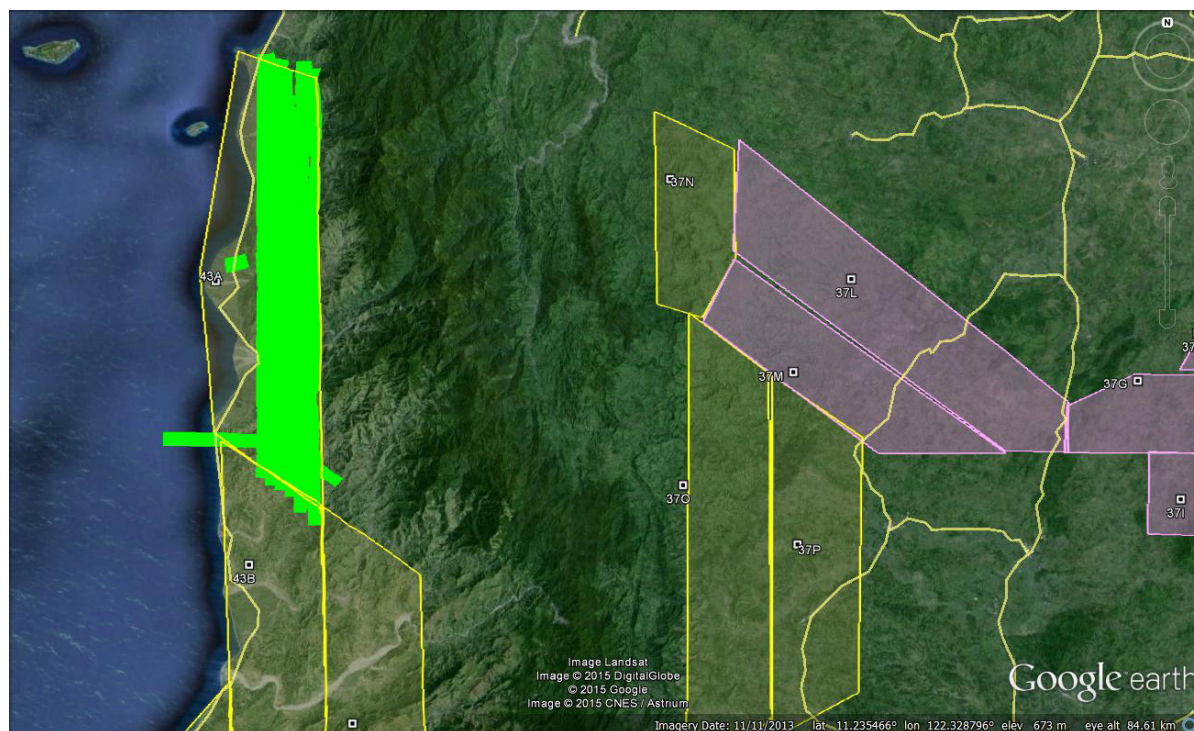 N
37N
43A
37L
37
37M
37G
37O
37I
37P
43B
Image Landsat
Image © 2015 DigitalGlobe
© 2015 Google
Image © 2015 CNES / Astrium
Google earth
Imagery Date: 11/11/2013 lat 11.235466° lon 122.328796° elev 673 m eye alt 84.61 km